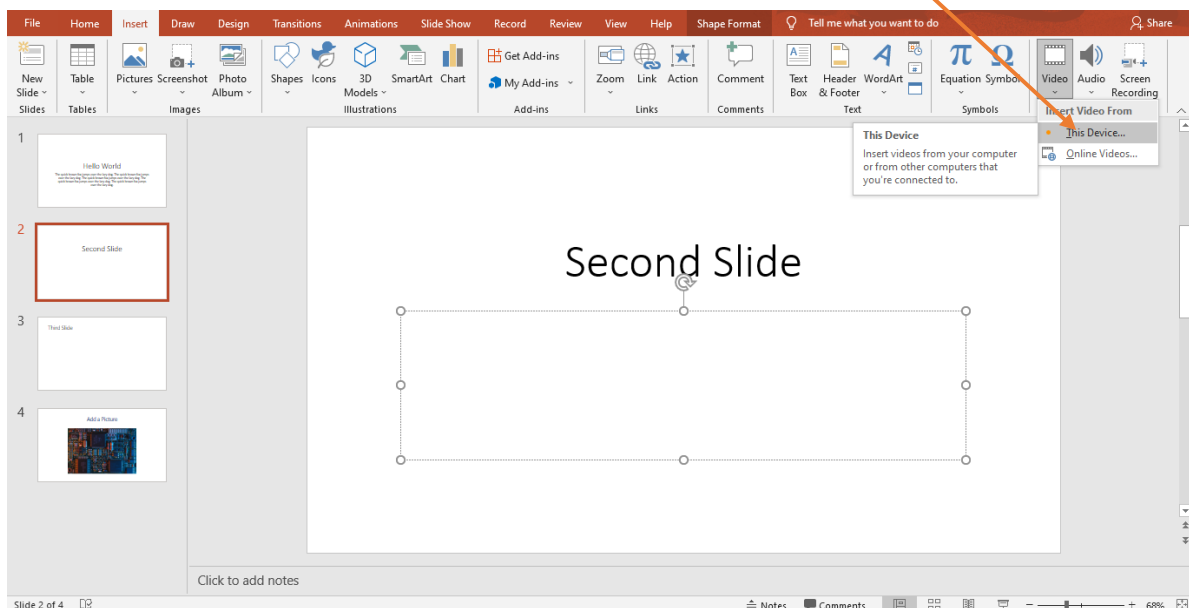 File Home Insert Draw Design Transitions Animations Slide Show Record Review View Help Shape Format Tell me what you want to do Share
New Slide Table Pictures Screenshot Photo Album Shapes Icons 3D Models SmartArt Chart Get Add-ins My Add-ins Zoom Link Action Comment Text Box Header & Footer WordArt Equation Symbol Video Audio Screen Recording
Slides Tables Images Illustrations Add-ins Links Comments Text Symbols
Insert Video From
This Device...
Online Videos...
This Device
Insert videos from your computer
or from other computers that
you're connected to.
1
Hello World
2
Second Slide
3
Third Slide
4
Add a Picture
Second Slide
Click to add notes
Slide 2 of 4 Notes Comments 68%